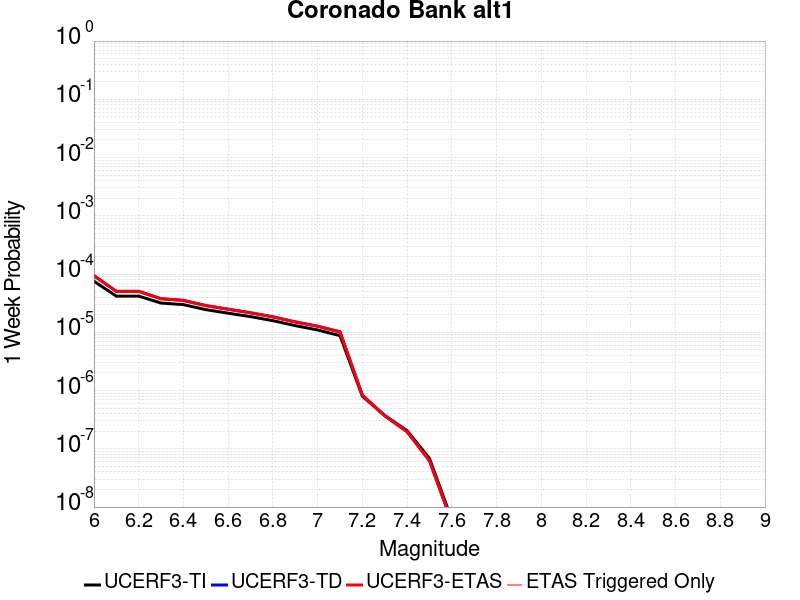 Coronado Bank alt1
10^0
10^-1
10^-2
10^-3
10^-4
10^-5
10^-6
10^-7
10^-8
1 Week Probability
6 6.2 6.4 6.6 6.8 7 7.2 7.4 7.6 7.8 8 8.2 8.4 8.6 8.8 9
Magnitude
UCERF3-TI UCERF3-TD UCERF3-ETAS ETAS Triggered Only